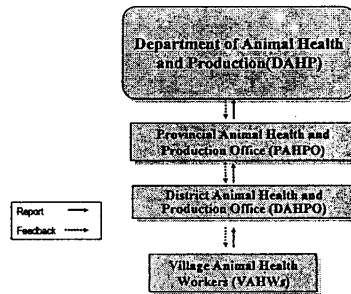 Department of Animal Health
and Production(DAHP)
Provincial Animal Health and
Production Office (PAHPO)
District Animal Health and
Production Office (DAHPO)
Report
Feedback
Village Animal Health
Workers (VAHWs)